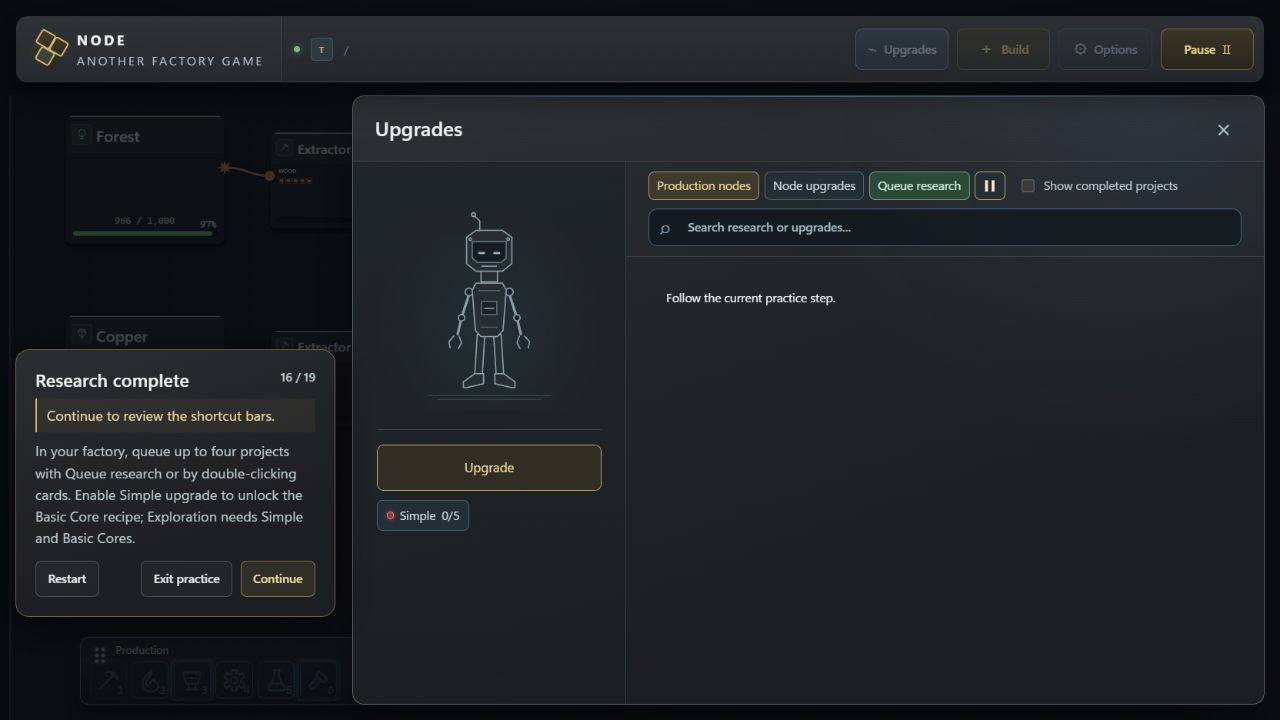 NODE
ANOTHER FACTORY GAME
T /
Upgrades
Build
Options
Pause
Forest
966 / 1,000
97%
Extractor
WOOD
Copper
Extractor
Upgrades
Production nodes
Node upgrades
Queue research
Show completed projects
Search research or upgrades...
Follow the current practice step.
Upgrade
Simple 0/5
Research complete
16 / 19
Continue to review the shortcut bars.
In your factory, queue up to four projects
with Queue research or by double-clicking
cards. Enable Simple upgrade to unlock the
Basic Core recipe; Exploration needs Simple
and Basic Cores.
Restart
Exit practice
Continue
Production
1 2 3 4 5 6